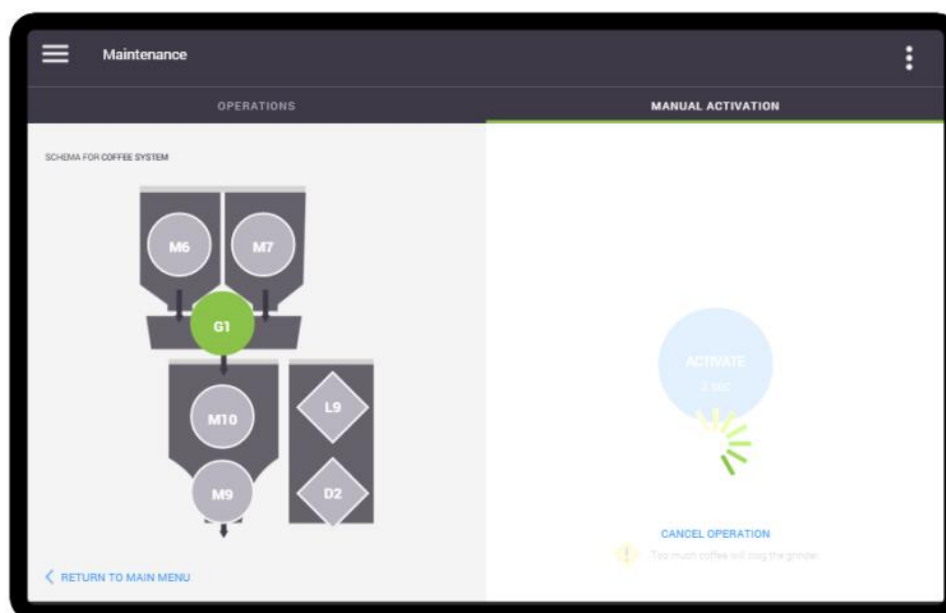 Maintenance
OPERATIONS
MANUAL ACTIVATION
SCHEMA FOR COFFEE SYSTEM
M6
M7
G1
M10
L9
M9
D2
ACTIVATE
CANCEL OPERATION
Too much coffee will clog the grinder
RETURN TO MAIN MENU